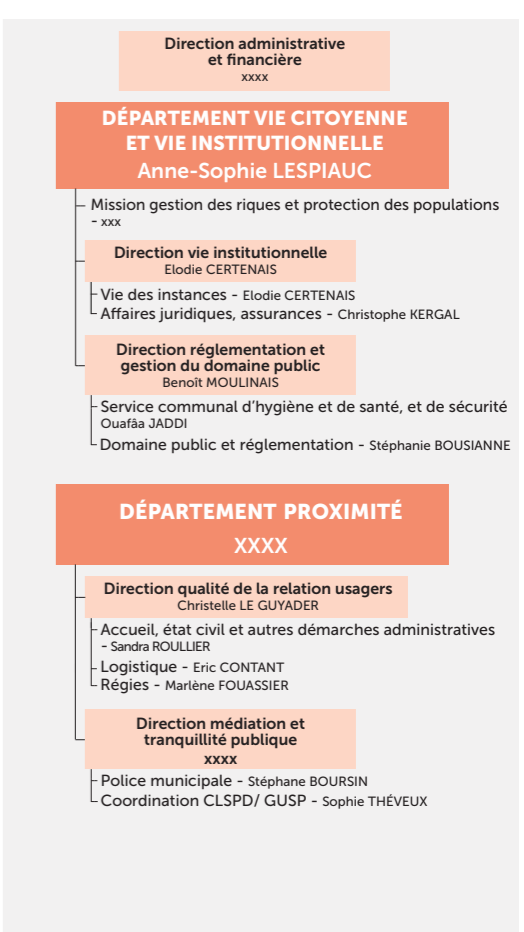 Direction administrative
et financière
xxxx
DÉPARTEMENT VIE CITOYENNE
ET VIE INSTITUTIONNELLE
Anne-Sophie LESPIAUC
Mission gestion des riques et protection des populations
- xxx
Direction vie institutionnelle
Elodie CERTENAIS
Vie des instances - Elodie CERTENAIS
Affaires juridiques, assurances - Christophe KERGAL
Direction réglementation et
gestion du domaine public
Benoît MOULINAIS
Service communal d’hygiène et de santé, et de sécurité
Ouafâa JADDI
Domaine public et réglementation - Stéphanie BOUSIANNE
DÉPARTEMENT PROXIMITÉ
XXXX
Direction qualité de la relation usagers
Christelle LE GUYADER
Accueil, état civil et autres démarches administratives
- Sandra ROULLIER
Logistique - Eric CONTANT
Régies - Marlène FOUASSIER
Direction médiation et
tranquillité publique
xxxx
Police municipale - Stéphane BOURSIN
Coordination CLSPD/ GUSP - Sophie THÉVEUX